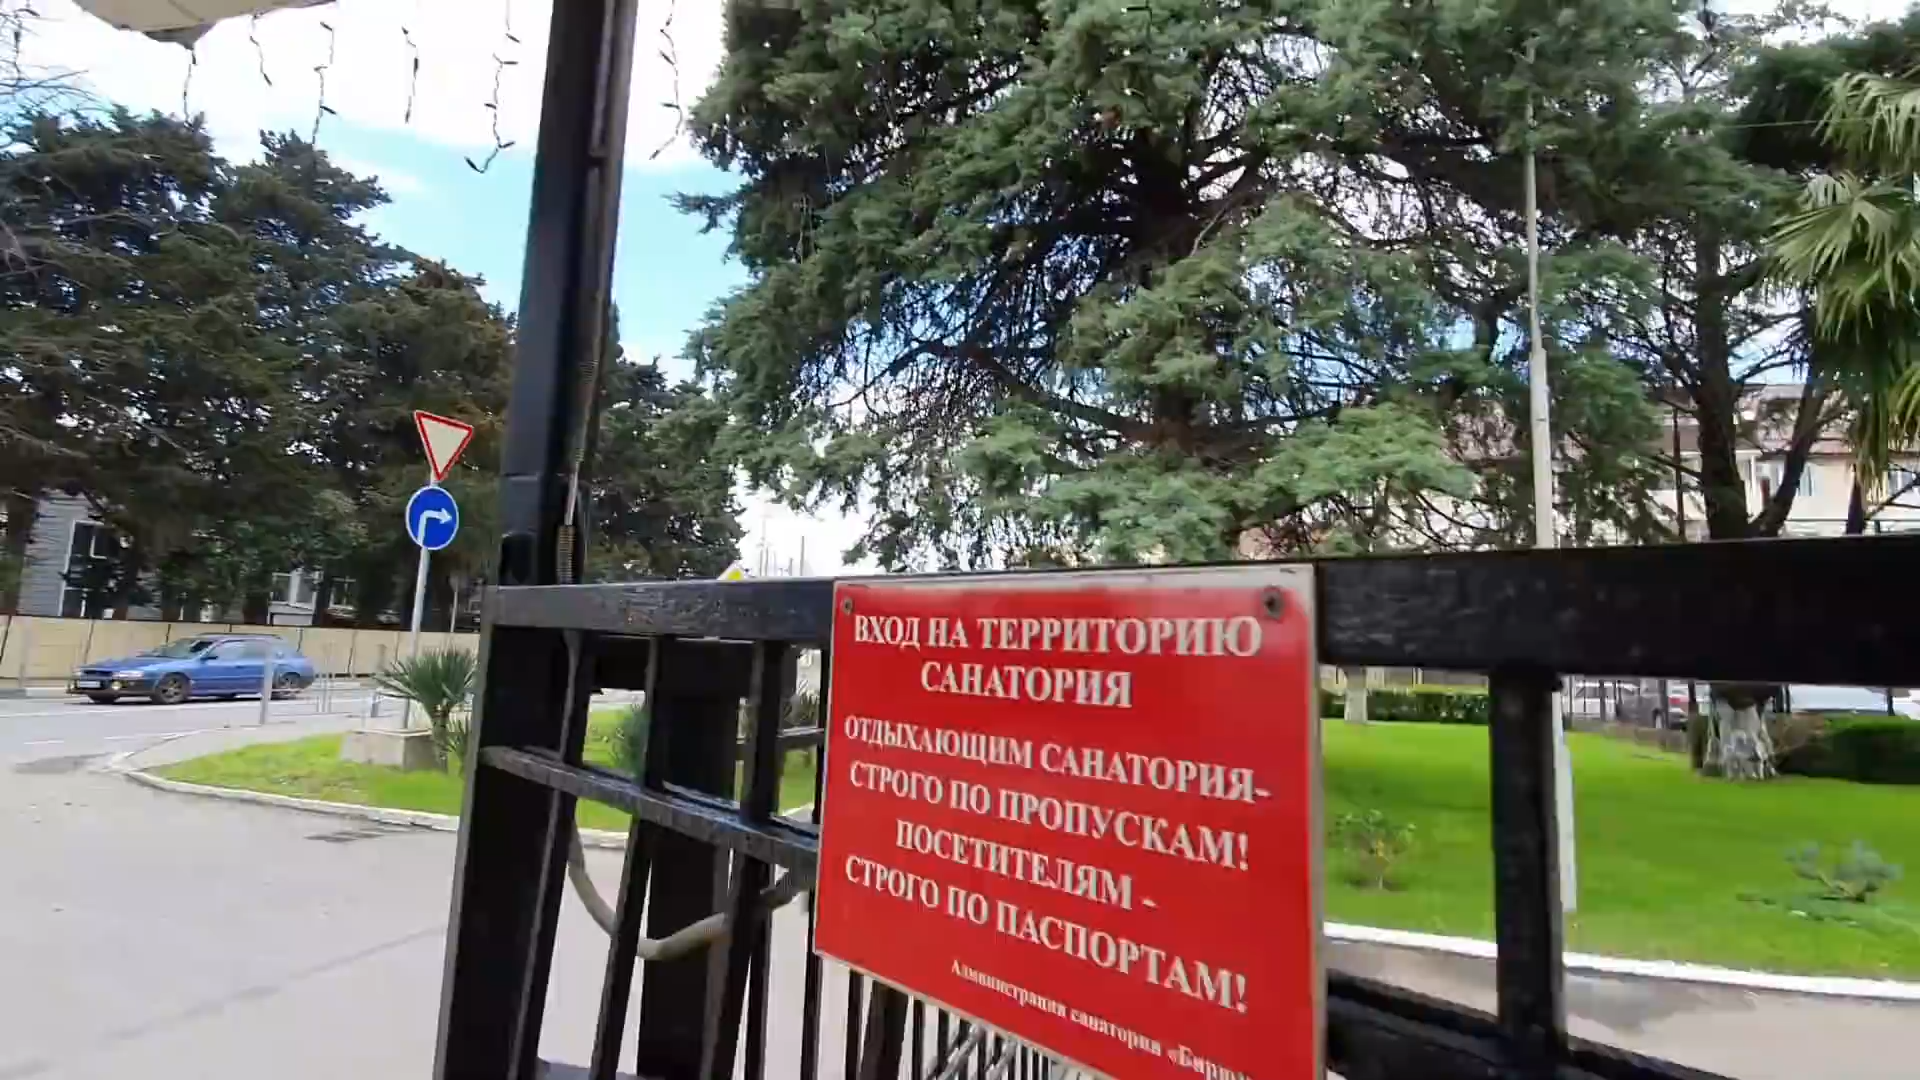 ВХОД НА ТЕРРИТОРИЮ
САНАТОРИЯ
ОТДЫХАЮЩИМ САНАТОРИЯ-
СТРОГО ПО ПРОПУСКАМ!
ПОСЕТИТЕЛЯМ -
СТРОГО ПО ПАСПОРТАМ!
Администрация санатория